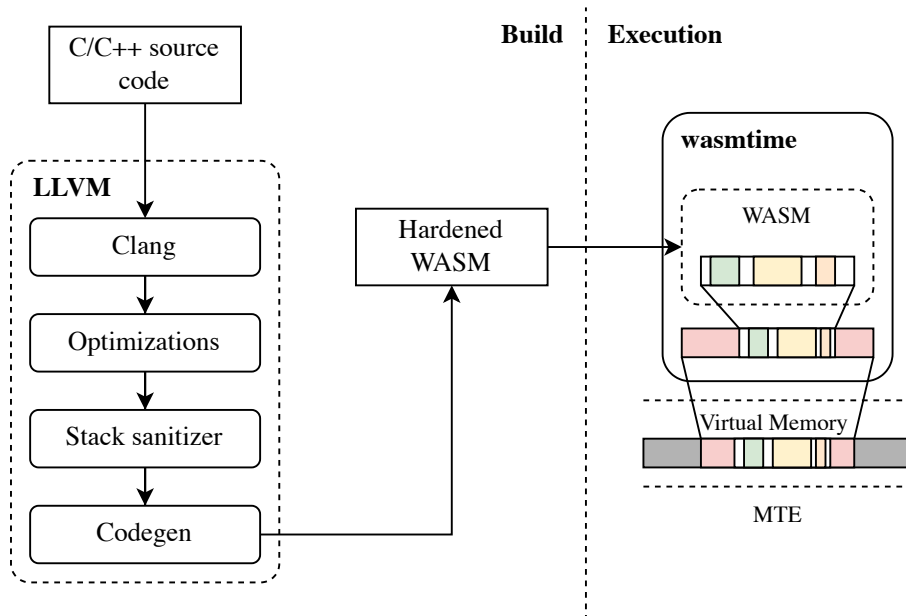 Build
Execution
C/C++ source
code
LLVM
Clang
Optimizations
Stack sanitizer
Codegen
Hardened
WASM
wasmtime
WASM
Virtual Memory
MTE